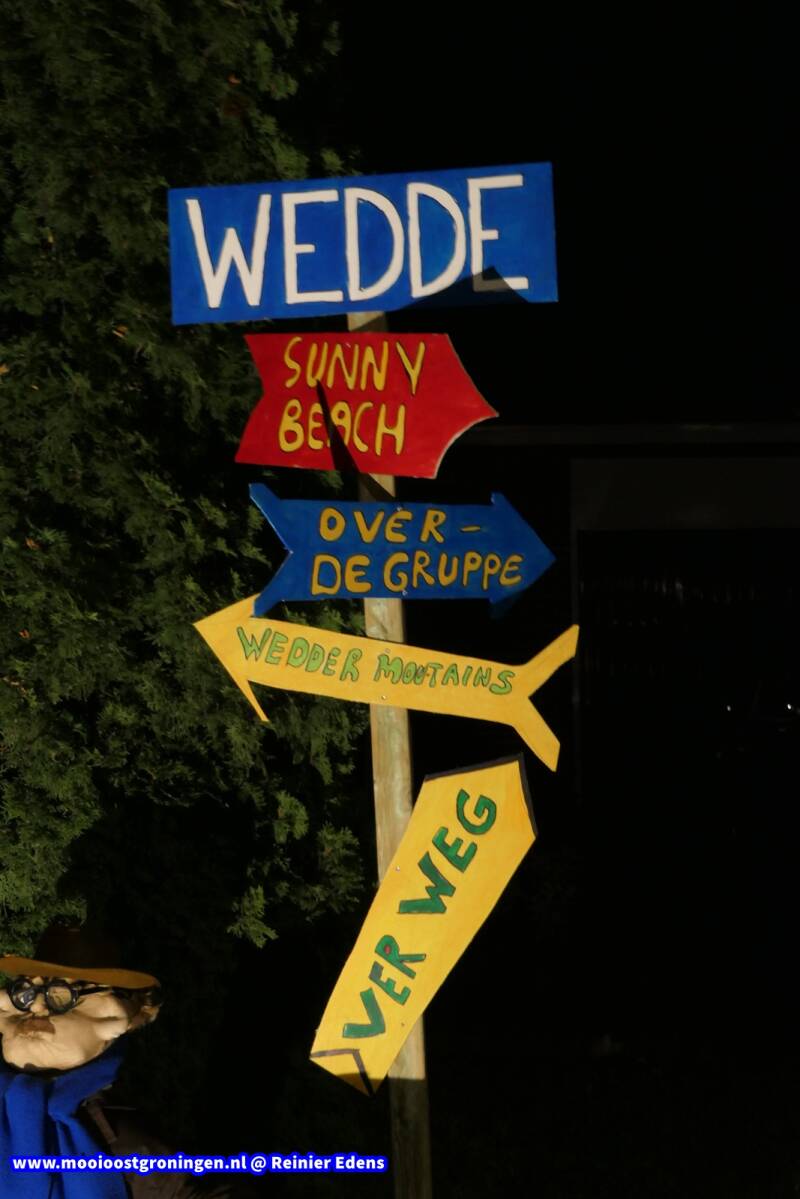 WEDDE
SUNNY
BEACH
OVER-
DE GRUPPE
WEDDER MOUTAINS
VER WEG
www.mooioostgroningen.nl @ Reinier Edens